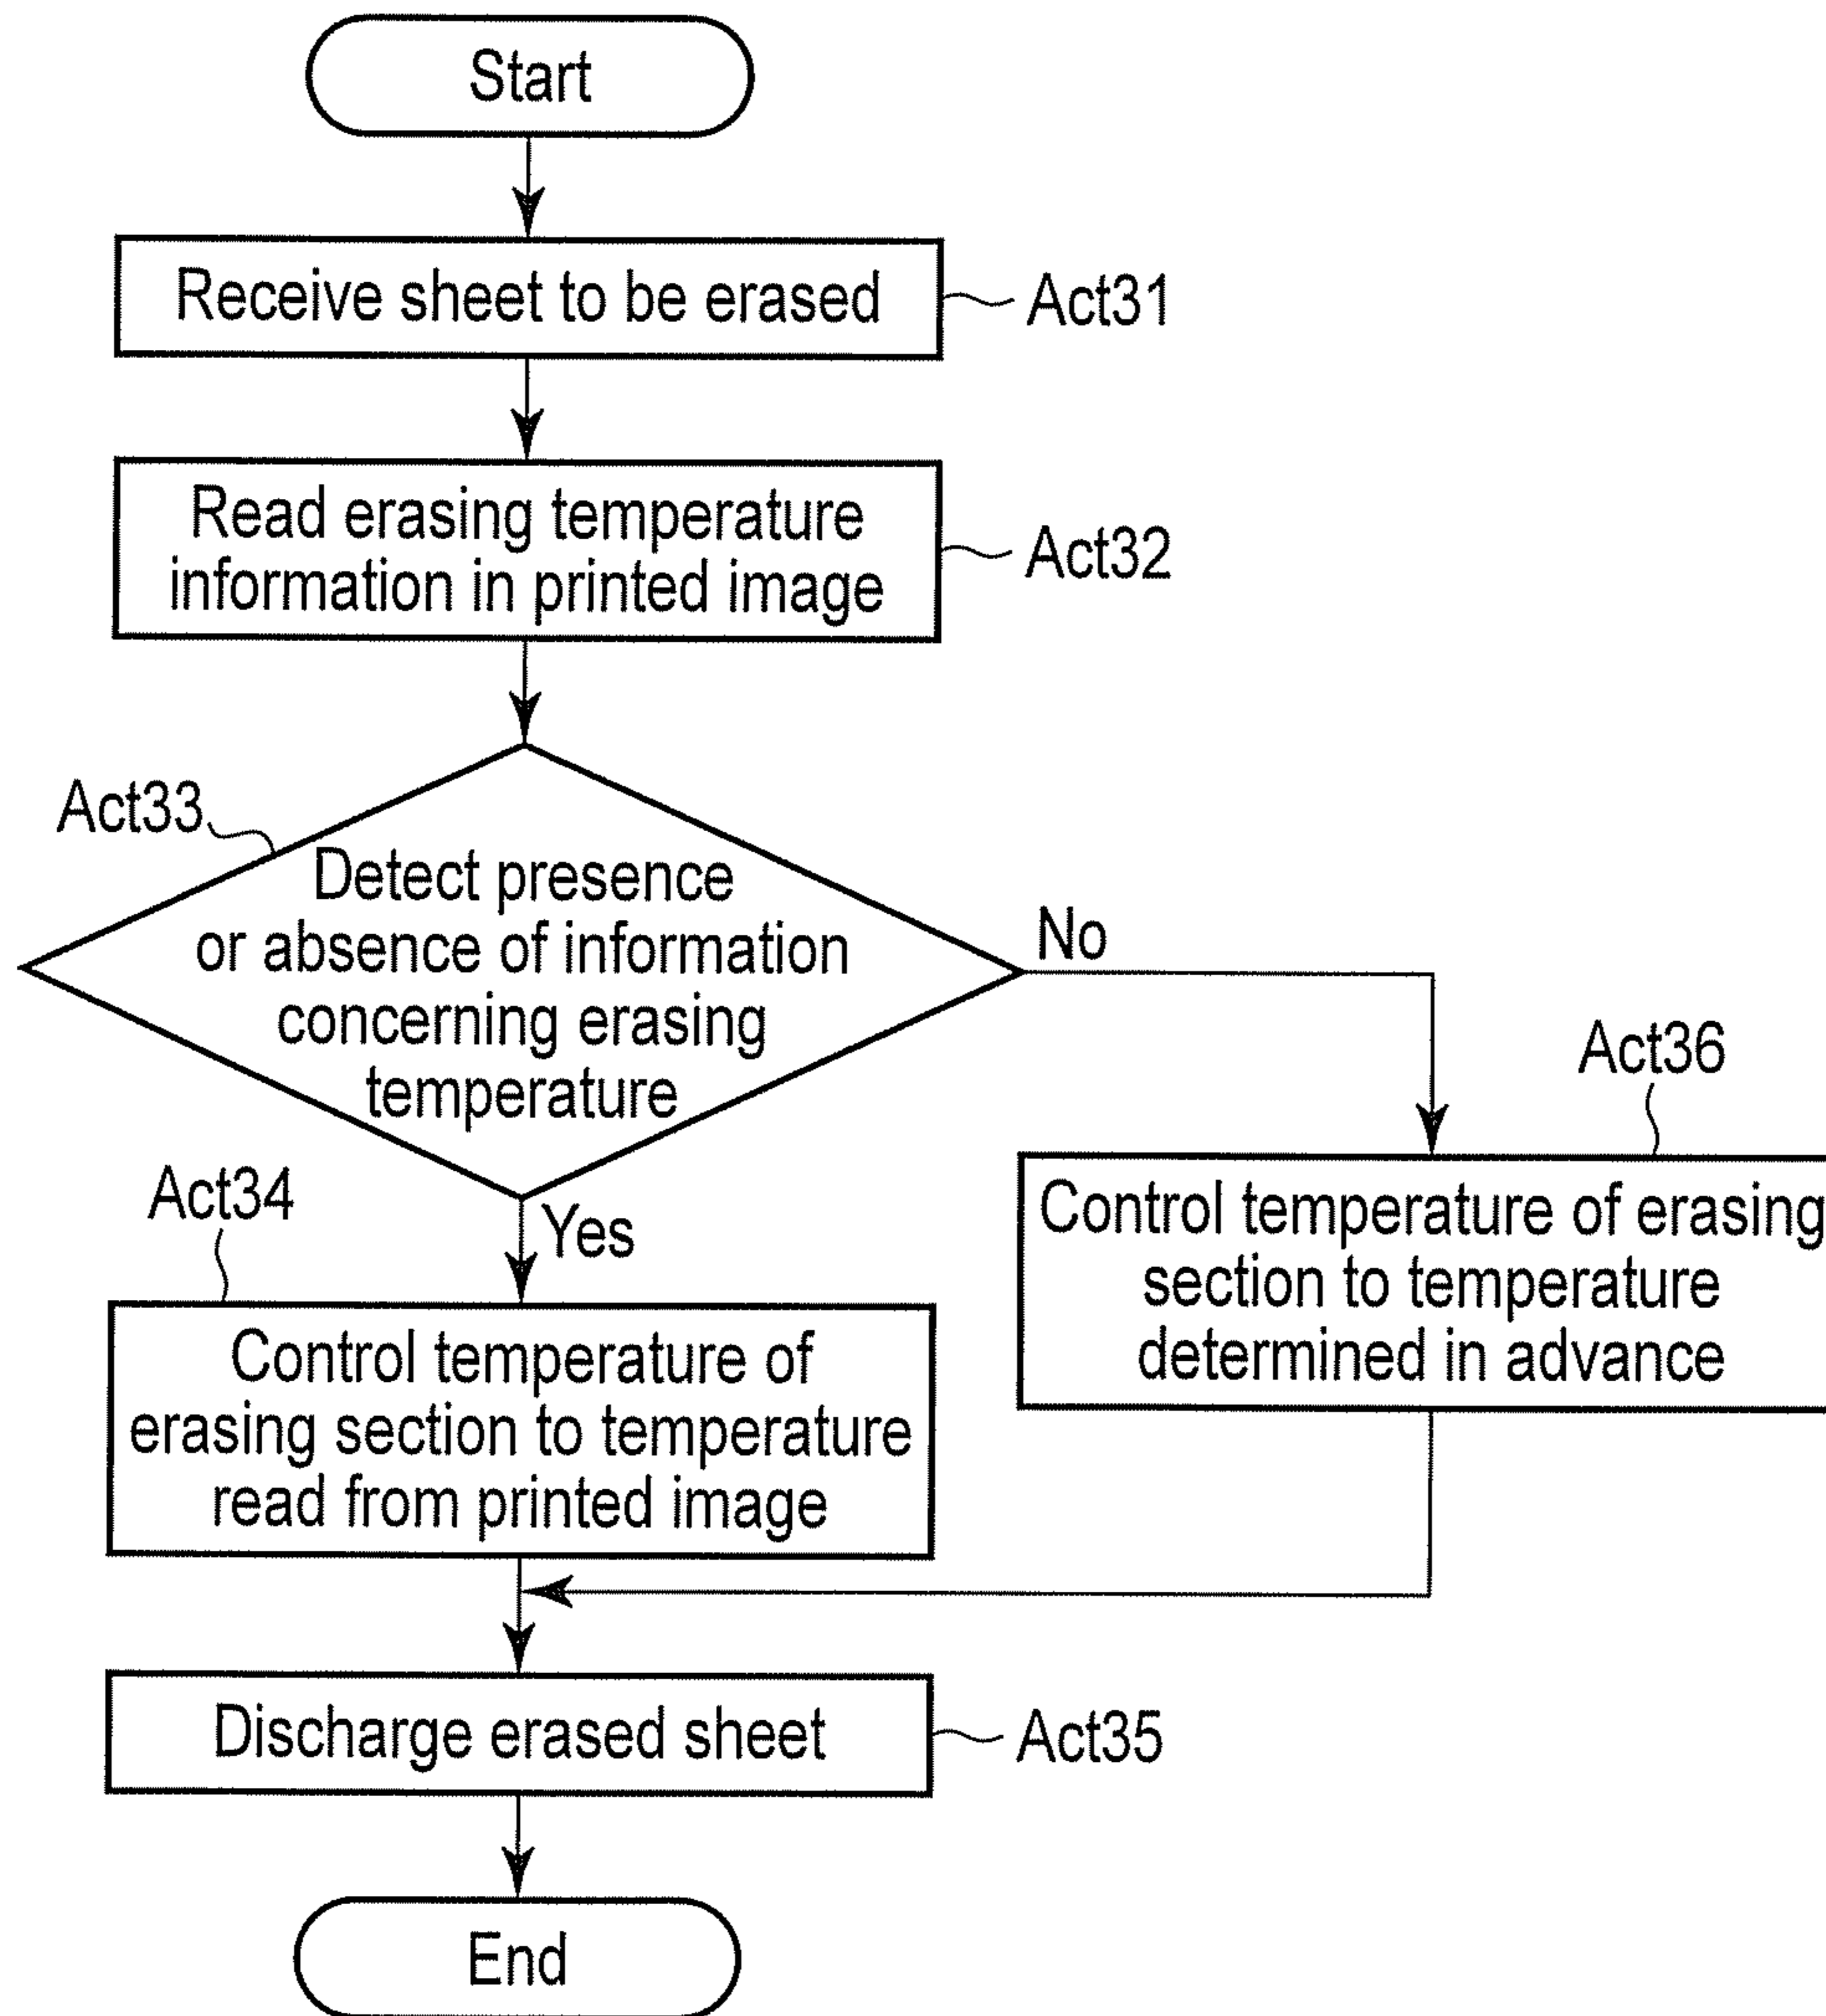 Start
Receive sheet to be erased
Act31
Read erasing temperature
information in printed image
Act32
Act33
Detect presence
or absence of information
concerning erasing
temperature
No
Yes
Act34
Control temperature of
erasing section to temperature
read from printed image
Act36
Control temperature of erasing
section to temperature
determined in advance
Discharge erased sheet
Act35
End